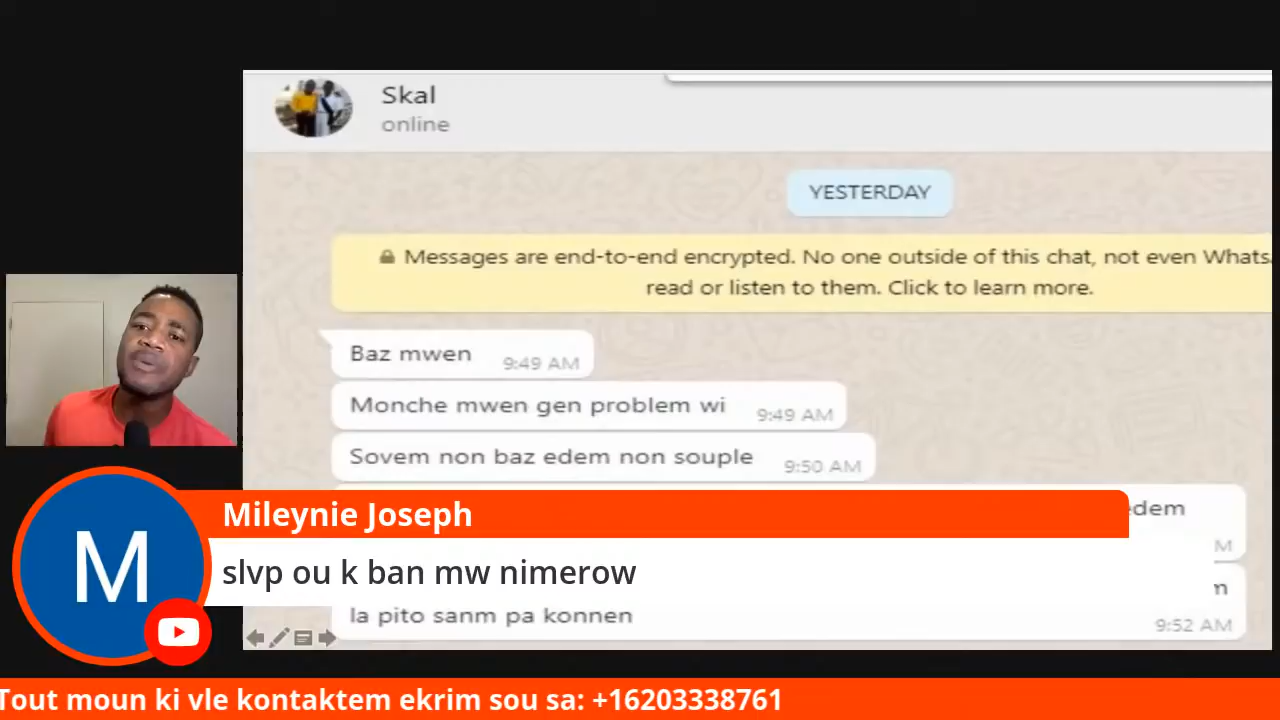 Skal
online
YESTERDAY
Messages are end-to-end encrypted. No one outside of this chat, not even Whats
read or listen to them. Click to learn more.
Baz mwen 9:49 AM
Monche mwen gen problem wi 9:49 AM
Sovem non baz edem non souple 9:50 AM
edem
M
m
la pito sanm pa konnen 9:52 AM
Mileynie Joseph
M
slvp ou k ban mw nimerow
Tout moun ki vle kontaktem ekrim sou sa: +16203338761